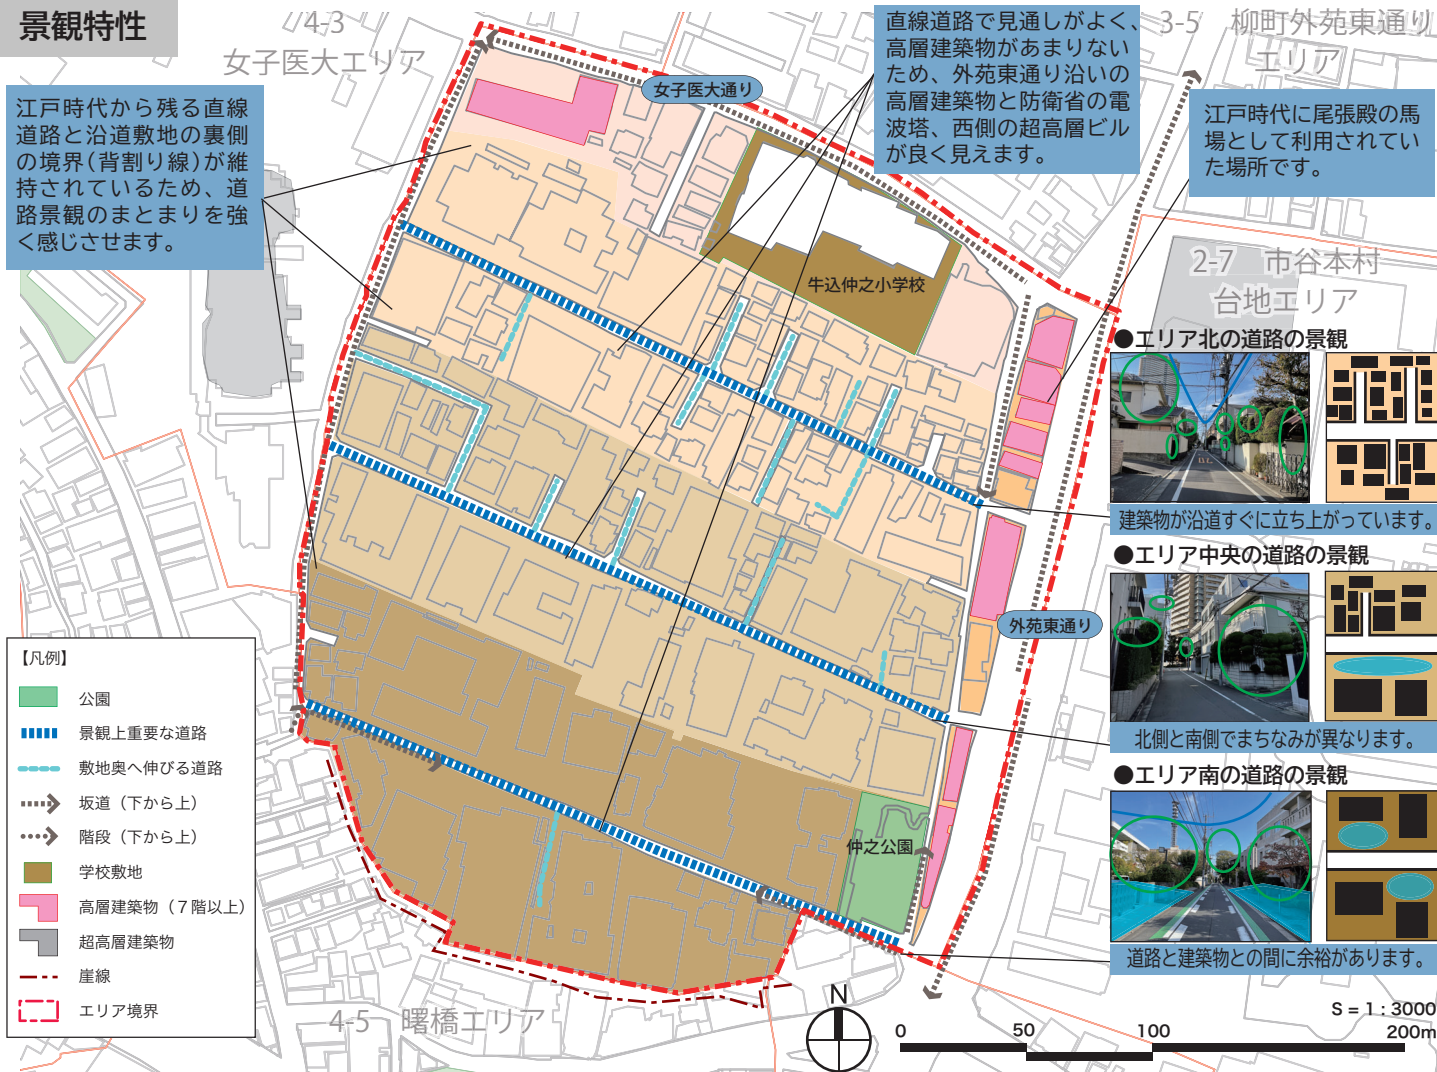 景観特性
4-3
女子医大エリア
3-5 柳町外苑東通り
エリア
直線道路で見通しがよく、
高層建築物があまりない
ため、外苑東通り沿いの
高層建築物と防衛省の電
波塔、西側の超高層ビル
が良く見えます。
江戸時代から残る直線
道路と沿道敷地の裏側
の境界(背割り線)が維
持されているため、道
路景観のまとまりを強
く感じさせます。
江戸時代に尾張殿の馬
場として利用されてい
た場所です。
女子医大通り
2-7 市谷本村
台地エリア
牛込仲之小学校
●エリア北の道路の景観
建築物が沿道すぐに立ち上がっています。
●エリア中央の道路の景観
外苑東通り
北側と南側でまちなみが異なります。
●エリア南の道路の景観
仲之公園
道路と建築物との間に余裕があります。
【凡例】
公園
景観上重要な道路
敷地奥へ伸びる道路
坂道（下から上）
階段（下から上）
学校敷地
高層建築物（７階以上）
超高層建築物
崖線
エリア境界
4-5 曙橋エリア
N
S = 1 : 3000
0 50 100 200m